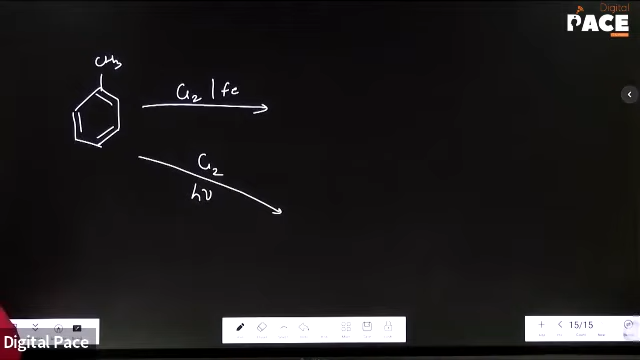 Digital
PACE
CH3
Cl2 | Fe
Cl2
hν
15/15
Digital Pace